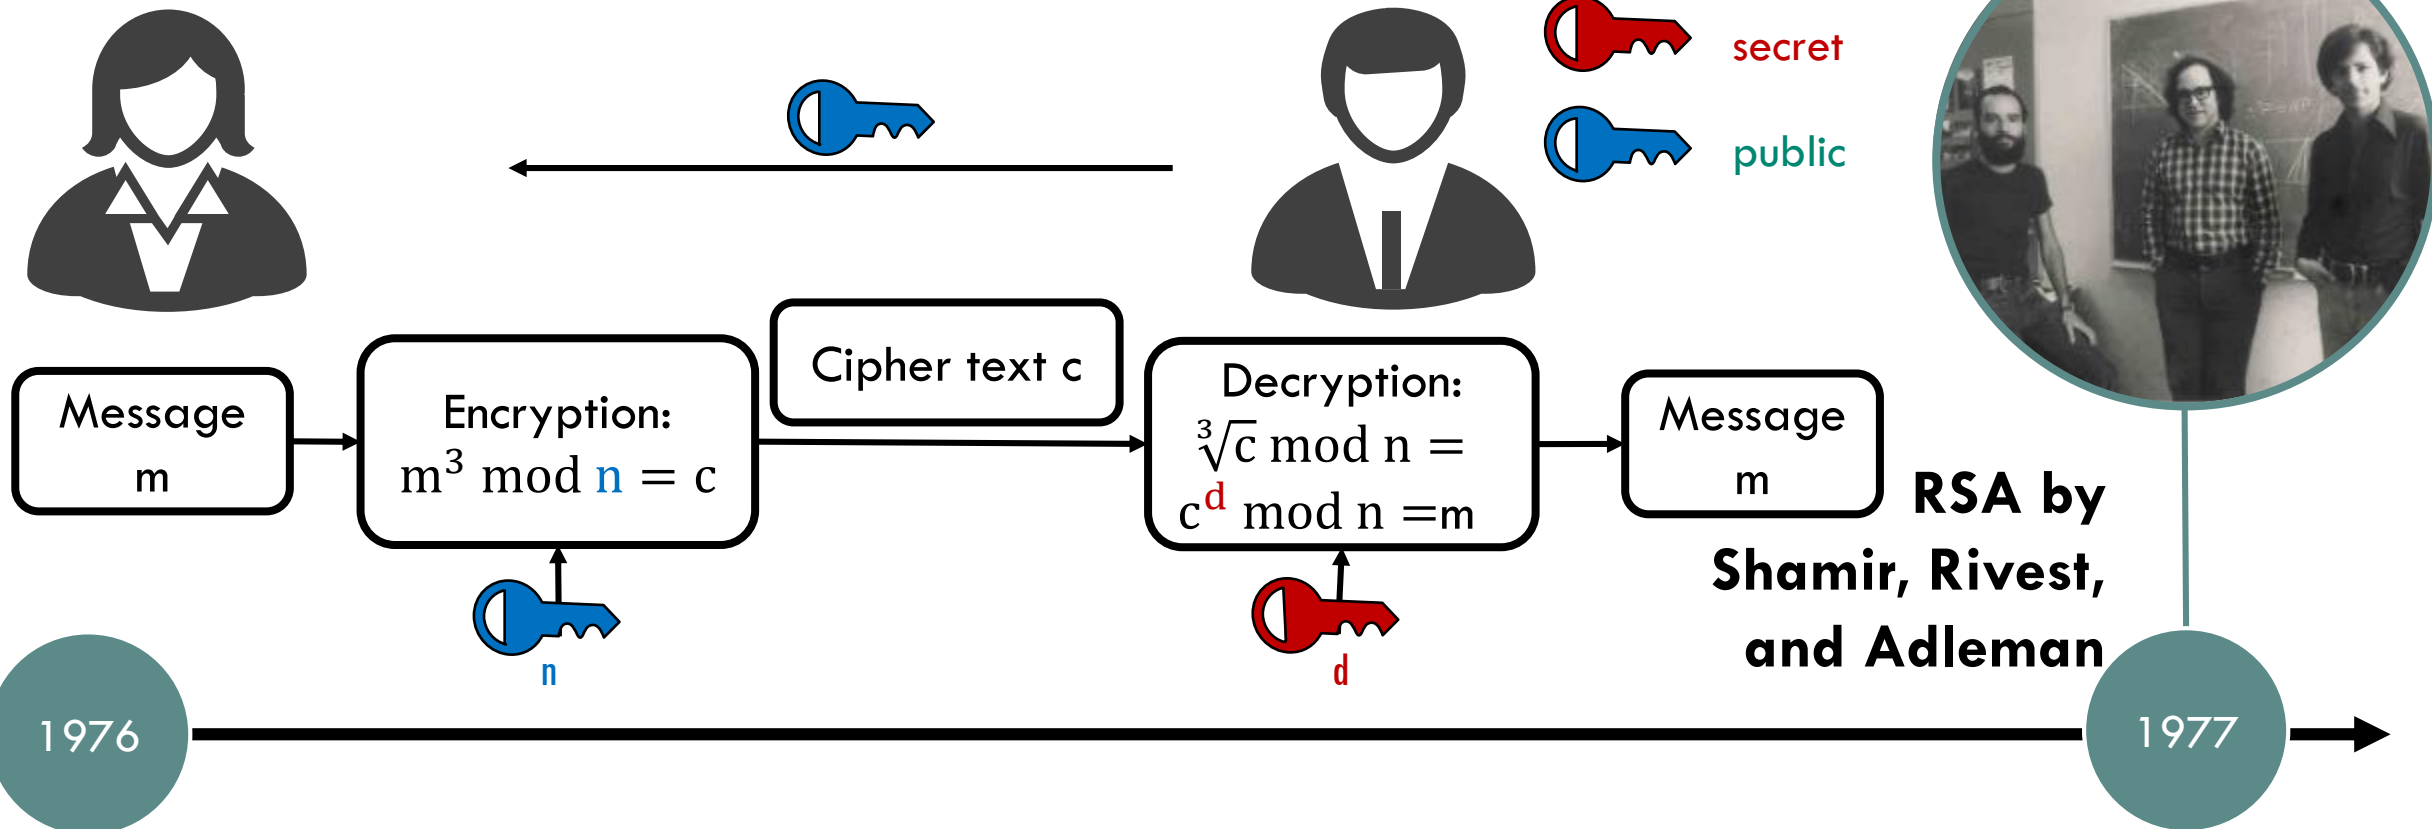 secret
public
Message
m
Encryption:
m³ mod n = c
n
Cipher text c
Decryption:
∛c mod n =
cᵈ mod n =m
d
Message
m
RSA by
Shamir, Rivest,
and Adleman
1976
1977